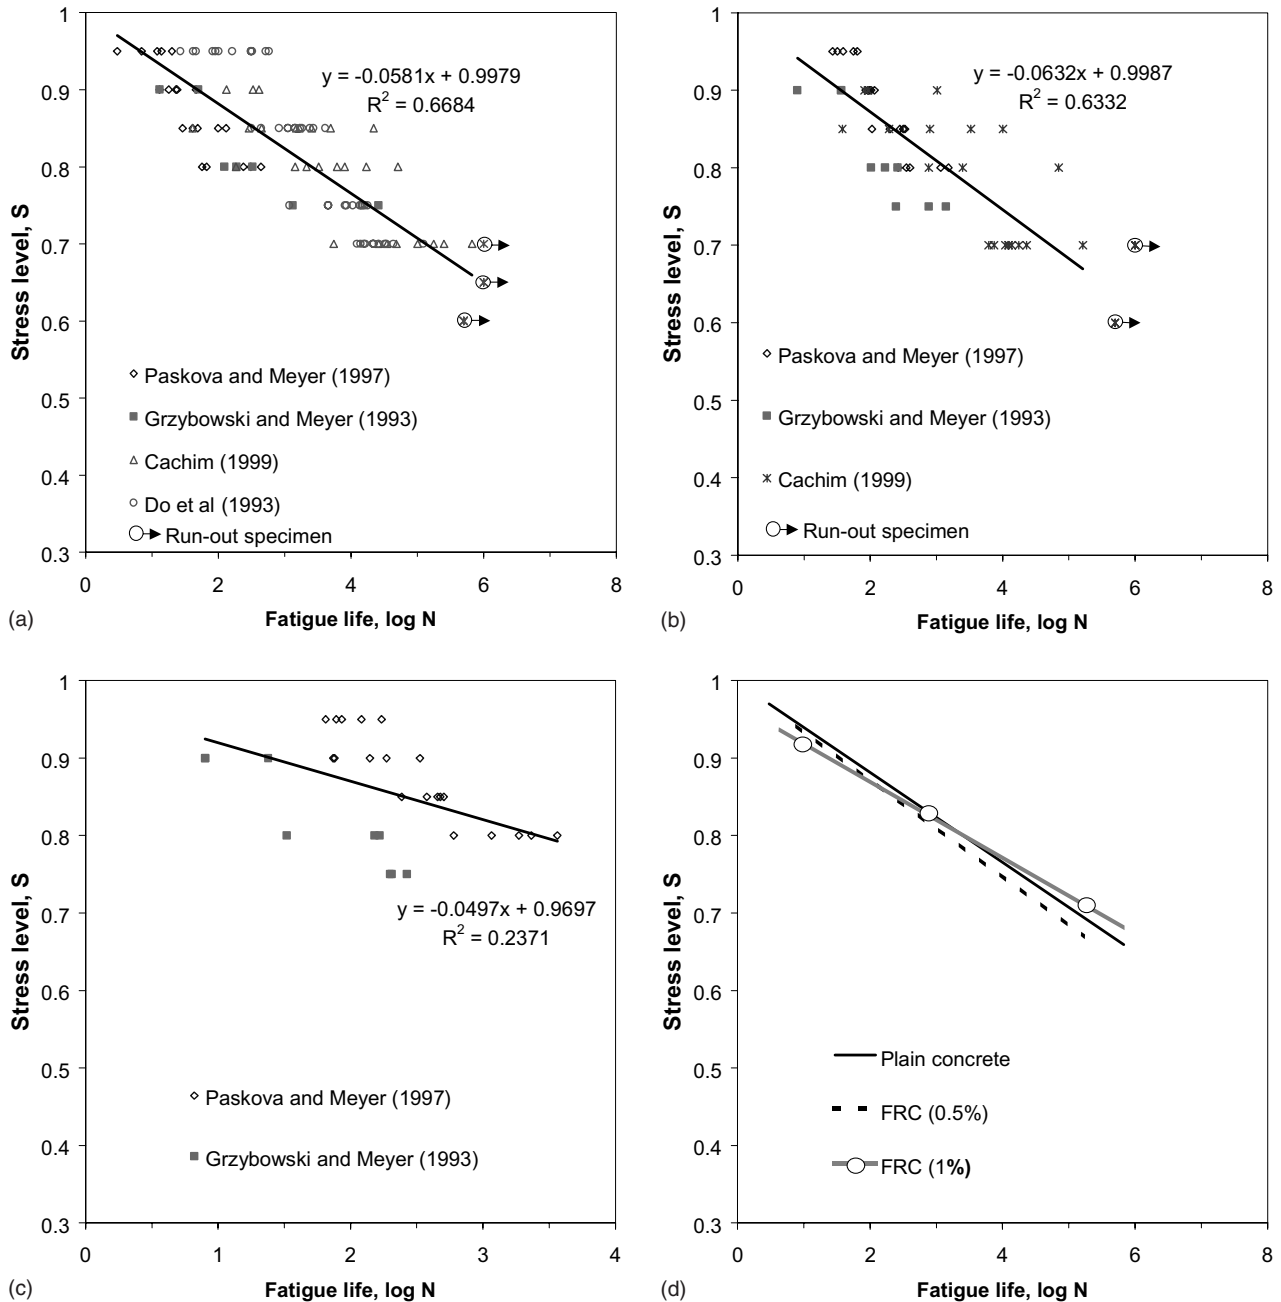 1
0.9
0.8
0.7
0.6
0.5
0.4
0.3
0 2 4 6 8
Stress level, S
Fatigue life, log N
y = -0.0581x + 0.9979
R² = 0.6684
Paskova and Meyer (1997)
Grzybowski and Meyer (1993)
Cachim (1999)
Do et al (1993)
Run-out specimen
(a)
1
0.9
0.8
0.7
0.6
0.5
0.4
0.3
0 2 4 6 8
Stress level, S
Fatigue life, log N
y = -0.0632x + 0.9987
R² = 0.6332
Paskova and Meyer (1997)
Grzybowski and Meyer (1993)
Cachim (1999)
Run-out specimen
(b)
1
0.9
0.8
0.7
0.6
0.5
0.4
0.3
0 1 2 3 4
Stress level, S
Fatigue life, log N
y = -0.0497x + 0.9697
R² = 0.2371
Paskova and Meyer (1997)
Grzybowski and Meyer (1993)
(c)
1
0.9
0.8
0.7
0.6
0.5
0.4
0.3
0 2 4 6 8
Stress level, S
Fatigue life, log N
Plain concrete
FRC (0.5%)
FRC (1%)
(d)